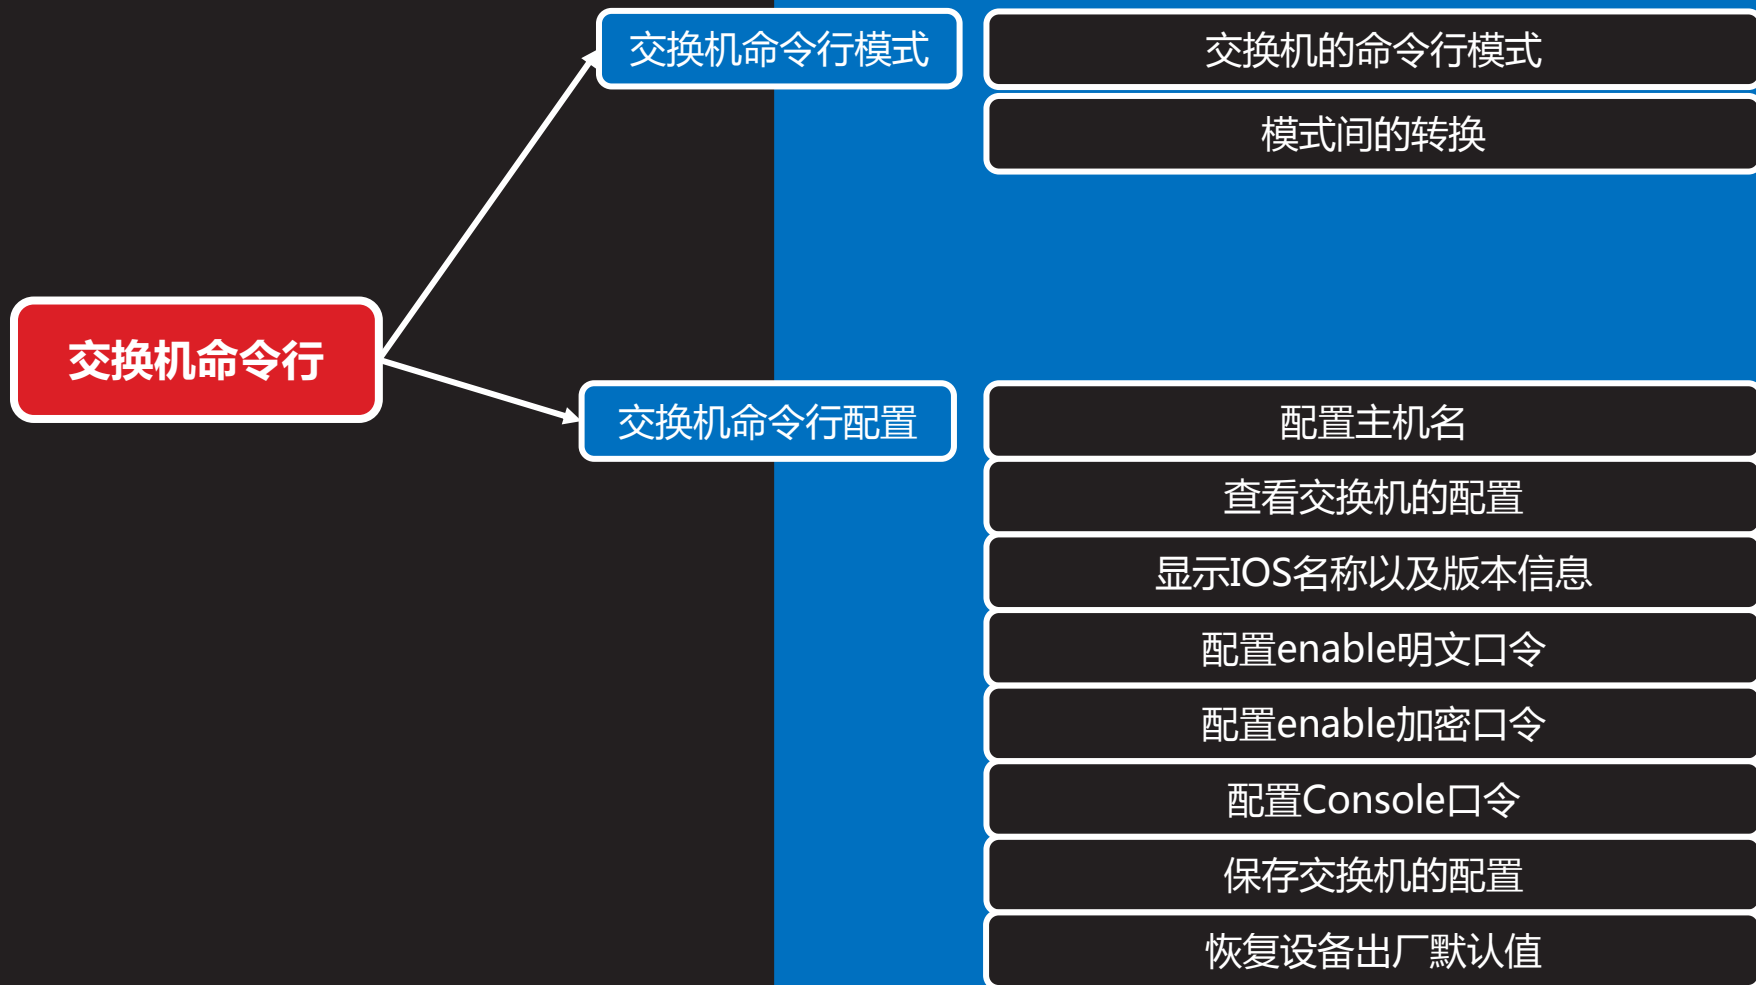 交换机命令行模式
交换机的命令行模式
模式间的转换
交换机命令行
交换机命令行配置
配置主机名
查看交换机的配置
显示IOS名称以及版本信息
配置enable明文口令
配置enable加密口令
配置Console口令
保存交换机的配置
恢复设备出厂默认值